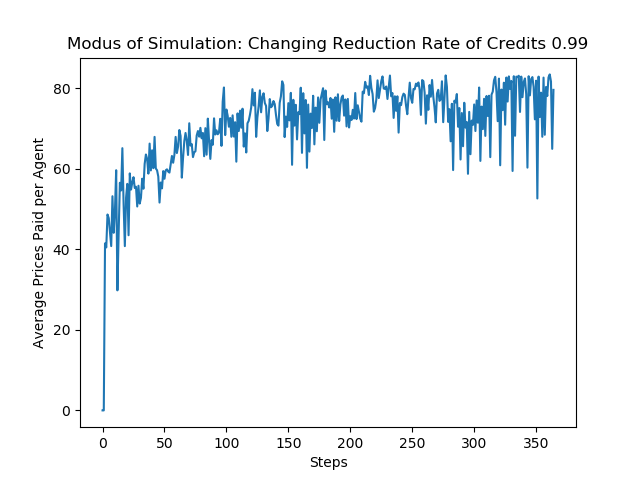 Modus of Simulation: Changing Reduction Rate of Credits 0.99
Average Prices Paid per Agent
80
60
40
20
0
0 50 100 150 200 250 300 350
Steps